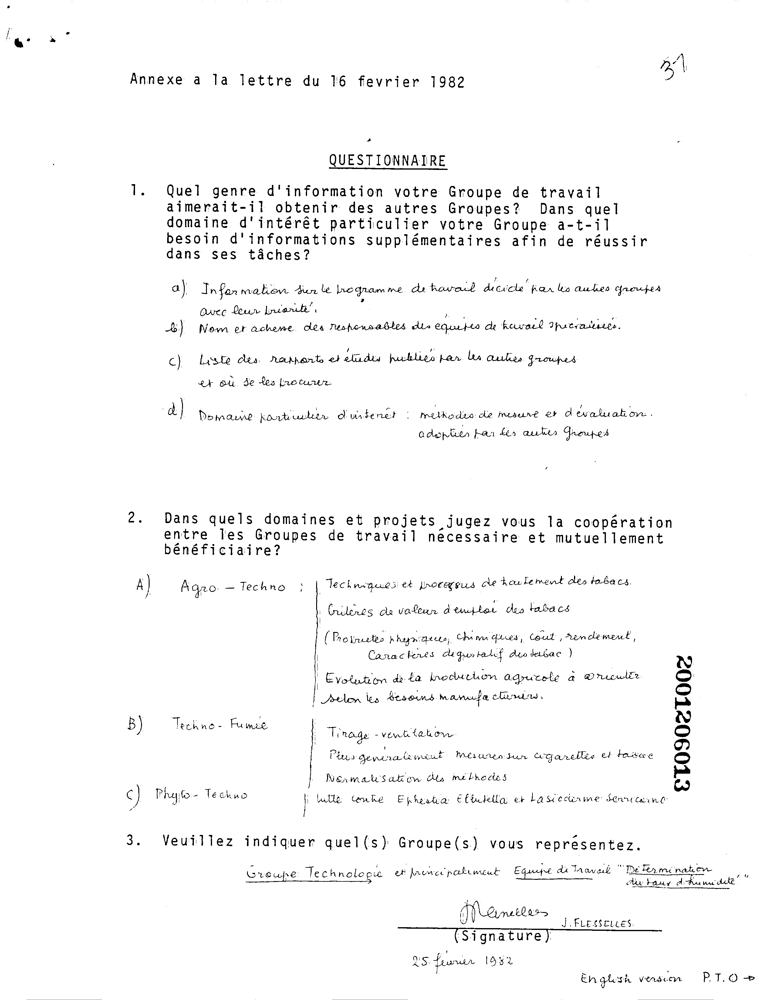 37
Annexe a la lettre du 16 fevrier 1982
QUESTIONNAIRE
1. Quel genre d'information votre Groupe de travail
aimerait-il obtenir des autres Groupes? Dans quel
domaine d'intérêt particulier votre Groupe a-t-il
besoin d'informations supplémentaires afin de réussir
dans ses tâches?
a) Information sur le programme de travail décidé par les autres groupes
avec leur priorité.
b) Nom et adresse des responsables des équipes de travail spécialisées.
c) Liste des rapports et études publiés par les autres groupes
et où se les procurer
d) Domaine particulier d'intérêt : méthodes de mesure et d'évaluation.
adoptées par les autres Groupes
2. Dans quels domaines et projets jugez vous la coopération
entre les Groupes de travail nécessaire et mutuellement
bénéficiaire?
A) Agro - Techno : Techniques et processus de traitement des tabacs
Critères de valeur d'emploi des tabacs
(Propriétés physiques, chimiques, coût, rendement,
Caractères dégustatif des tabac)
Evolution de la production agricole à orienter
selon les besoins manufacturiers.
B) Techno - Fumée Tirage - ventilation
Plus généralement mesures sur cigarettes et tabac
Normalisation des méthodes
C) Phyto - Techno lutte contre Ephestia Ellutella et Lasioderme Serricorne
3. Veuillez indiquer quel(s) Groupe(s) vous représentez.
Groupe Technologie et principalement Equipe de Travail "Détermination
du taux d'humidité"
J. FLESSELLES
(Signature)
25 février 1982
English version P.T.O →
2001206013